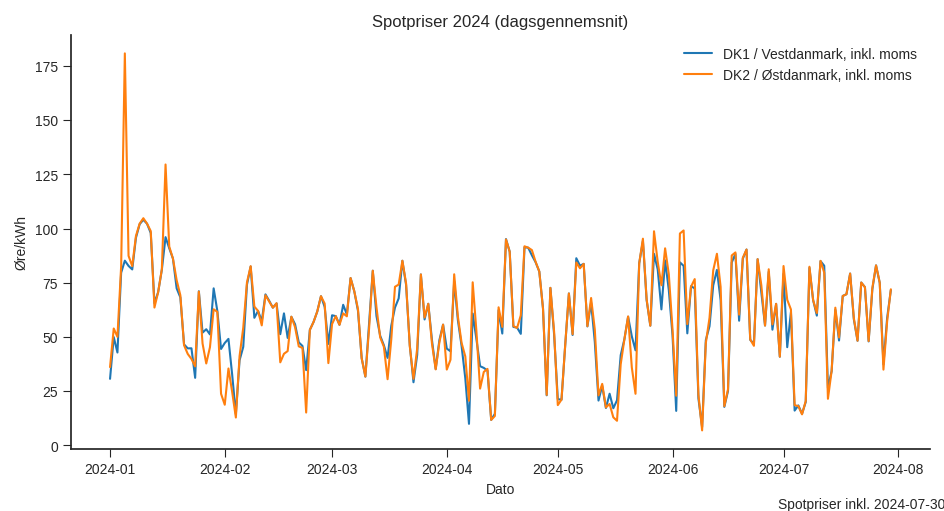 Spotpriser 2024 (dagsgennemsnit)
DK1 / Vestdanmark, inkl. moms
DK2 / Østdanmark, inkl. moms
Øre/kWh
175
150
125
100
75
50
25
0
2024-01
2024-02
2024-03
2024-04
2024-05
2024-06
2024-07
2024-08
Dato
Spotpriser inkl. 2024-07-30